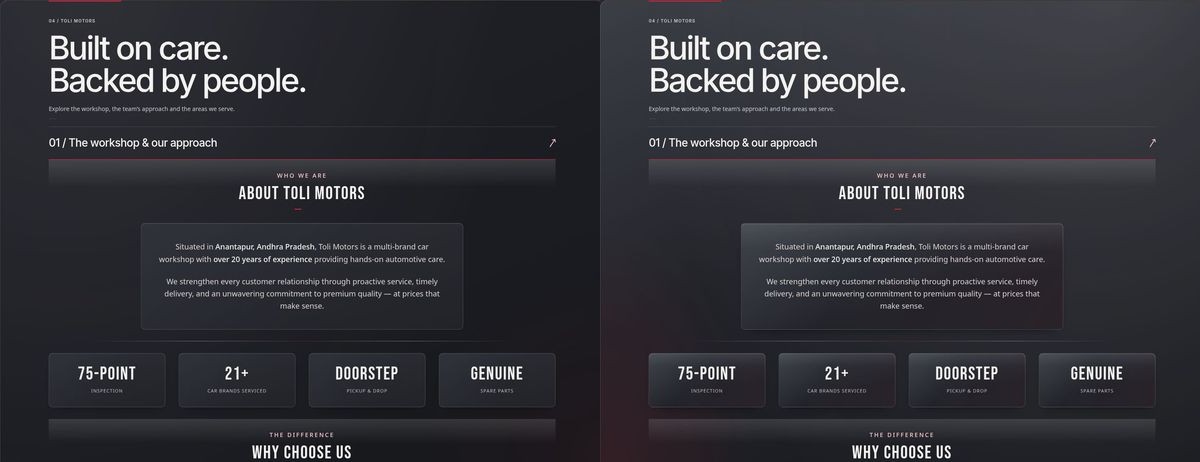 04 / TOLI MOTORS
Built on care.
Backed by people.
Explore the workshop, the team's approach and the areas we serve.
01 / The workshop & our approach
WHO WE ARE
ABOUT TOLI MOTORS
Situated in Anantapur, Andhra Pradesh, Toli Motors is a multi-brand car
workshop with over 20 years of experience providing hands-on automotive care.
We strengthen every customer relationship through proactive service, timely
delivery, and an unwavering commitment to premium quality — at prices that
make sense.
75-POINT
INSPECTION
21+
CAR BRANDS SERVICED
DOORSTEP
PICKUP & DROP
GENUINE
SPARE PARTS
THE DIFFERENCE
WHY CHOOSE US
04 / TOLI MOTORS
Built on care.
Backed by people.
Explore the workshop, the team's approach and the areas we serve.
01 / The workshop & our approach
WHO WE ARE
ABOUT TOLI MOTORS
Situated in Anantapur, Andhra Pradesh, Toli Motors is a multi-brand car
workshop with over 20 years of experience providing hands-on automotive care.
We strengthen every customer relationship through proactive service, timely
delivery, and an unwavering commitment to premium quality — at prices that
make sense.
75-POINT
INSPECTION
21+
CAR BRANDS SERVICED
DOORSTEP
PICKUP & DROP
GENUINE
SPARE PARTS
THE DIFFERENCE
WHY CHOOSE US